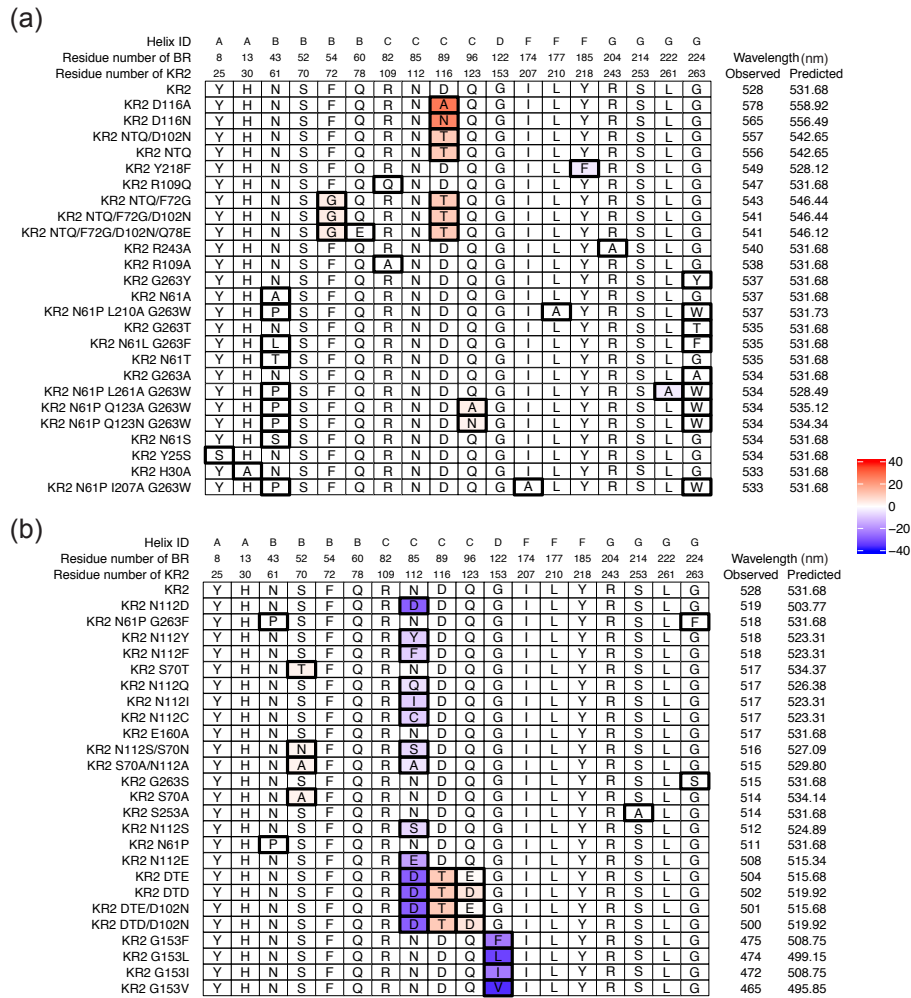 (a)
Helix ID A A B B B B C C C C D F F F G G G G
Residue number of BR 8 13 43 52 54 60 82 85 89 96 122 174 177 185 204 214 221 224 Wavelength (nm)
Residue number of KR2 25 30 61 70 72 78 109 112 116 123 153 207 210 218 243 253 261 263 Observed Predicted
KR2 Y H N S F Q R N D Q G I L Y R S L G 528 531.68
KR2 D116A Y H N S F Q R N A Q G I L Y R S L G 578 558.92
KR2 D116N Y H N S F Q R N N Q G I L Y R S L G 565 556.49
KR2 NTQ/D102N Y H N S F Q R N T Q G I L Y R S L G 557 542.65
KR2 NTQ Y H N S F Q R N T Q G I L Y R S L G 556 542.65
KR2 Y218F Y H N S F Q R N D Q G I L F R S L G 549 528.12
KR2 R109Q Y H N S F Q Q N D Q G I L Y R S L G 547 531.68
KR2 NTQ/F72G Y H N S G Q R N T Q G I L Y R S L G 543 546.44
KR2 NTQ/F72G/D102N Y H N S G Q R N T Q G I L Y R S L G 541 546.44
KR2 NTQ/F72G/D102N/Q78E Y H N S G E R N T Q G I L Y R S L G 541 546.12
KR2 R243A Y H N S F Q R N D Q G I L Y A S L G 540 531.68
KR2 R109A Y H N S F Q A N D Q G I L Y R S L G 538 531.68
KR2 G263Y Y H N S F Q R N D Q G I L Y R S L Y 537 531.68
KR2 N61A Y H A S F Q R N D Q G I L Y R S L G 537 531.68
KR2 N61P L210A G263W Y H P S F Q R N D Q G I A Y R S L W 537 531.73
KR2 G263T Y H N S F Q R N D Q G I L Y R S L T 535 531.68
KR2 N61L G263F Y H L S F Q R N D Q G I L Y R S L F 535 531.68
KR2 N61T Y H T S F Q R N D Q G I L Y R S L G 535 531.68
KR2 G263A Y H N S F Q R N D Q G I L Y R S L A 534 531.68
KR2 N61P L261A G263W Y H P S F Q R N D Q G I L Y R S A W 534 528.49
KR2 N61P Q123A G263W Y H P S F Q R N D A G I L Y R S L W 534 535.12
KR2 N61P Q123N G263W Y H P S F Q R N D N G I L Y R S L W 534 534.34
KR2 N61S Y H S S F Q R N D Q G I L Y R S L G 534 531.68
KR2 Y25S S H N S F Q R N D Q G I L Y R S L G 534 531.68
KR2 H30A Y A N S F Q R N D Q G I L Y R S L G 533 531.68
KR2 N61P I207A G263W Y H P S F Q R N D Q G A L Y R S L W 533 531.68
40
20
0
−20
−40
(b)
Helix ID A A B B B B C C C C D F F F G G G G
Residue number of BR 8 13 43 52 54 60 82 85 89 96 122 174 177 185 204 214 221 224 Wavelength (nm)
Residue number of KR2 25 30 61 70 72 78 109 112 116 123 153 207 210 218 243 253 261 263 Observed Predicted
KR2 Y H N S F Q R N D Q G I L Y R S L G 528 531.68
KR2 N112D Y H N S F Q R D D Q G I L Y R S L G 519 503.77
KR2 N61P G263F Y H P S F Q R N D Q G I L Y R S L F 518 531.68
KR2 N112Y Y H N S F Q R Y D Q G I L Y R S L G 518 523.31
KR2 N112F Y H N S F Q R F D Q G I L Y R S L G 518 523.31
KR2 S70T Y H N T F Q R N D Q G I L Y R S L G 517 534.37
KR2 N112Q Y H N S F Q R Q D Q G I L Y R S L G 517 526.38
KR2 N112I Y H N S F Q R I D Q G I L Y R S L G 517 523.31
KR2 N112C Y H N S F Q R C D Q G I L Y R S L G 517 523.31
KR2 E160A Y H N S F Q R N D Q G I L Y R S L G 517 531.68
KR2 N112S/S70N Y H N N F Q R S D Q G I L Y R S L G 516 527.09
KR2 S70A/N112A Y H N A F Q R A D Q G I L Y R S L G 515 529.80
KR2 G263S Y H N S F Q R N D Q G I L Y R S L S 515 531.68
KR2 S70A Y H N A F Q R N D Q G I L Y R S L G 514 534.14
KR2 S253A Y H N S F Q R N D Q G I L Y R A L G 514 531.68
KR2 N112S Y H N S F Q R S D Q G I L Y R S L G 512 524.89
KR2 N61P Y H P S F Q R N D Q G I L Y R S L G 511 531.68
KR2 N112E Y H N S F Q R E D Q G I L Y R S L G 508 515.34
KR2 DTE Y H N S F Q R D T E G I L Y R S L G 504 515.68
KR2 DTD Y H N S F Q R D T D G I L Y R S L G 502 519.92
KR2 DTE/D102N Y H N S F Q R D T E G I L Y R S L G 501 515.68
KR2 DTD/D102N Y H N S F Q R D T D G I L Y R S L G 500 519.92
KR2 G153F Y H N S F Q R N D Q F I L Y R S L G 475 508.75
KR2 G153L Y H N S F Q R N D Q L I L Y R S L G 474 499.15
KR2 G153I Y H N S F Q R N D Q I I L Y R S L G 472 508.75
KR2 G153V Y H N S F Q R N D Q V I L Y R S L G 465 495.85